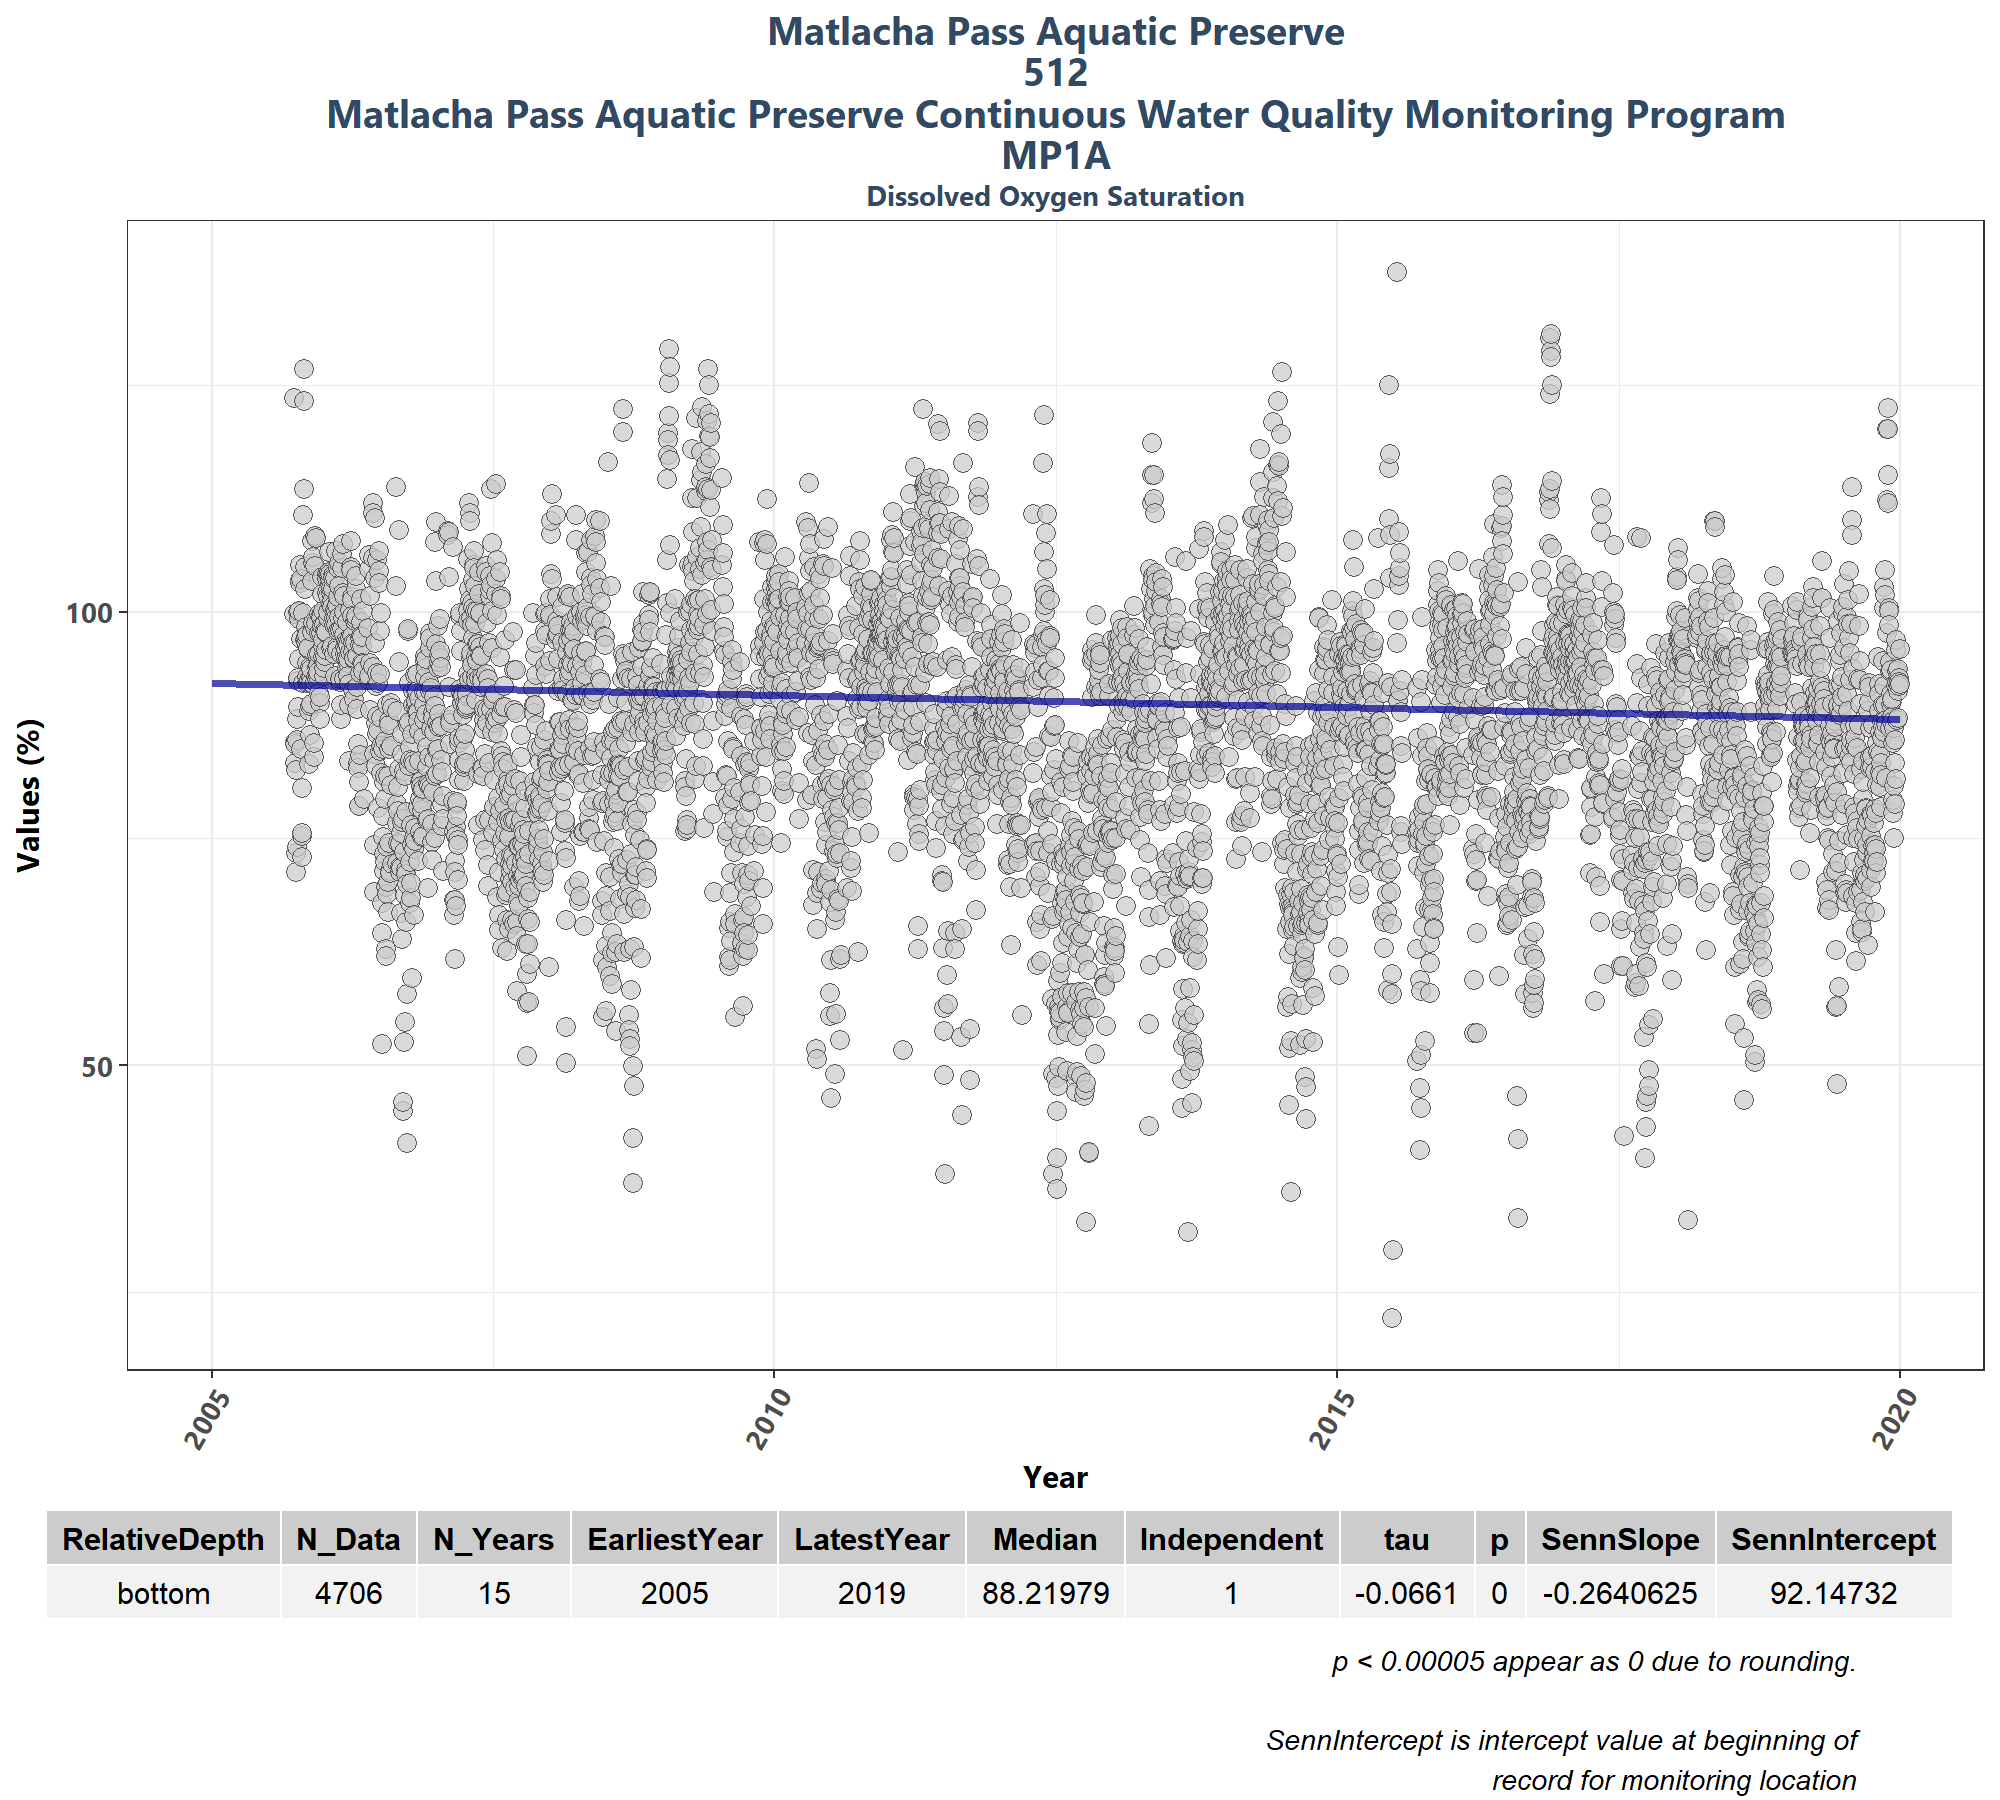 Matlacha Pass Aquatic Preserve
512
Matlacha Pass Aquatic Preserve Continuous Water Quality Monitoring Program
MP1A
Dissolved Oxygen Saturation
100
50
Values (%)
2005 2010 2015 2020
Year
RelativeDepth N_Data N_Years EarliestYear LatestYear Median Independent tau p SennSlope SennIntercept
bottom 4706 15 2005 2019 88.21979 1 -0.0661 0 -0.2640625 92.14732
p < 0.00005 appear as 0 due to rounding.
SennIntercept is intercept value at beginning of
record for monitoring location